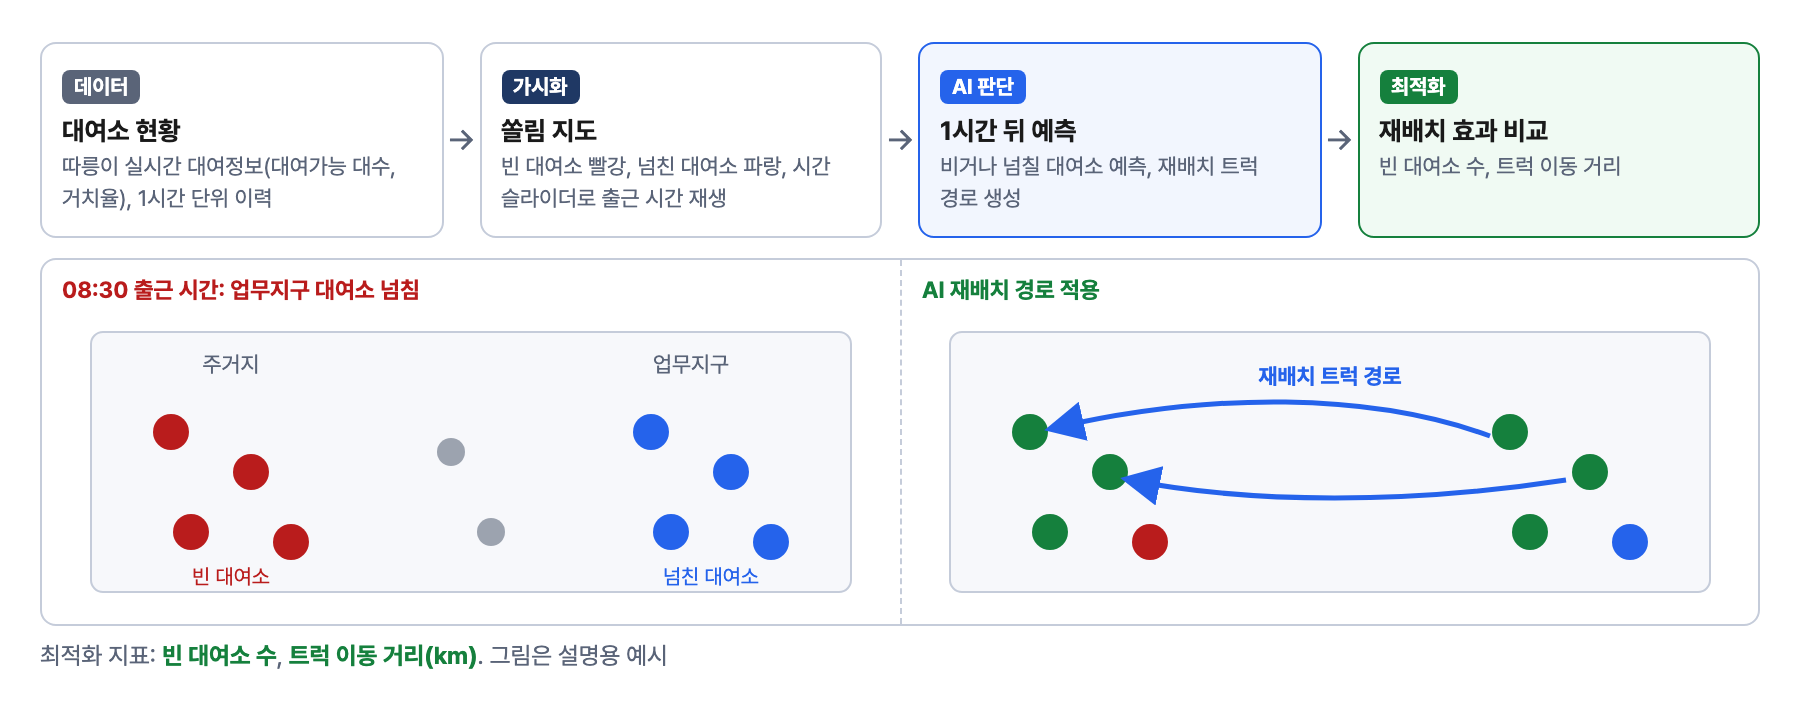 데이터
대여소 현황
따릉이 실시간 대여정보(대여가능 대수,
거치율), 1시간 단위 이력
→
가시화
쏠림 지도
빈 대여소 빨강, 넘친 대여소 파랑, 시간
슬라이더로 출근 시간 재생
→
AI 판단
1시간 뒤 예측
비거나 넘칠 대여소 예측, 재배치 트럭
경로 생성
→
최적화
재배치 효과 비교
빈 대여소 수, 트럭 이동 거리
08:30 출근 시간: 업무지구 대여소 넘침
주거지
업무지구
빈 대여소
넘친 대여소
AI 재배치 경로 적용
재배치 트럭 경로
최적화 지표: 빈 대여소 수, 트럭 이동 거리(km). 그림은 설명용 예시